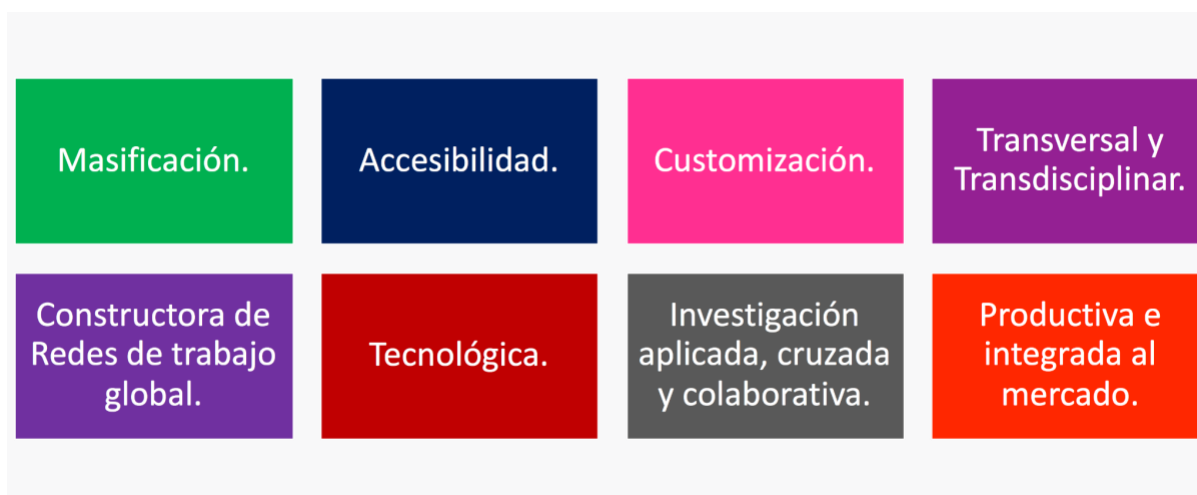 Masificación.
Accesibilidad.
Customización.
Transversal y
Transdisciplinar.
Constructora de
Redes de trabajo
global.
Tecnológica.
Investigación
aplicada, cruzada
y colaborativa.
Productiva e
integrada al
mercado.